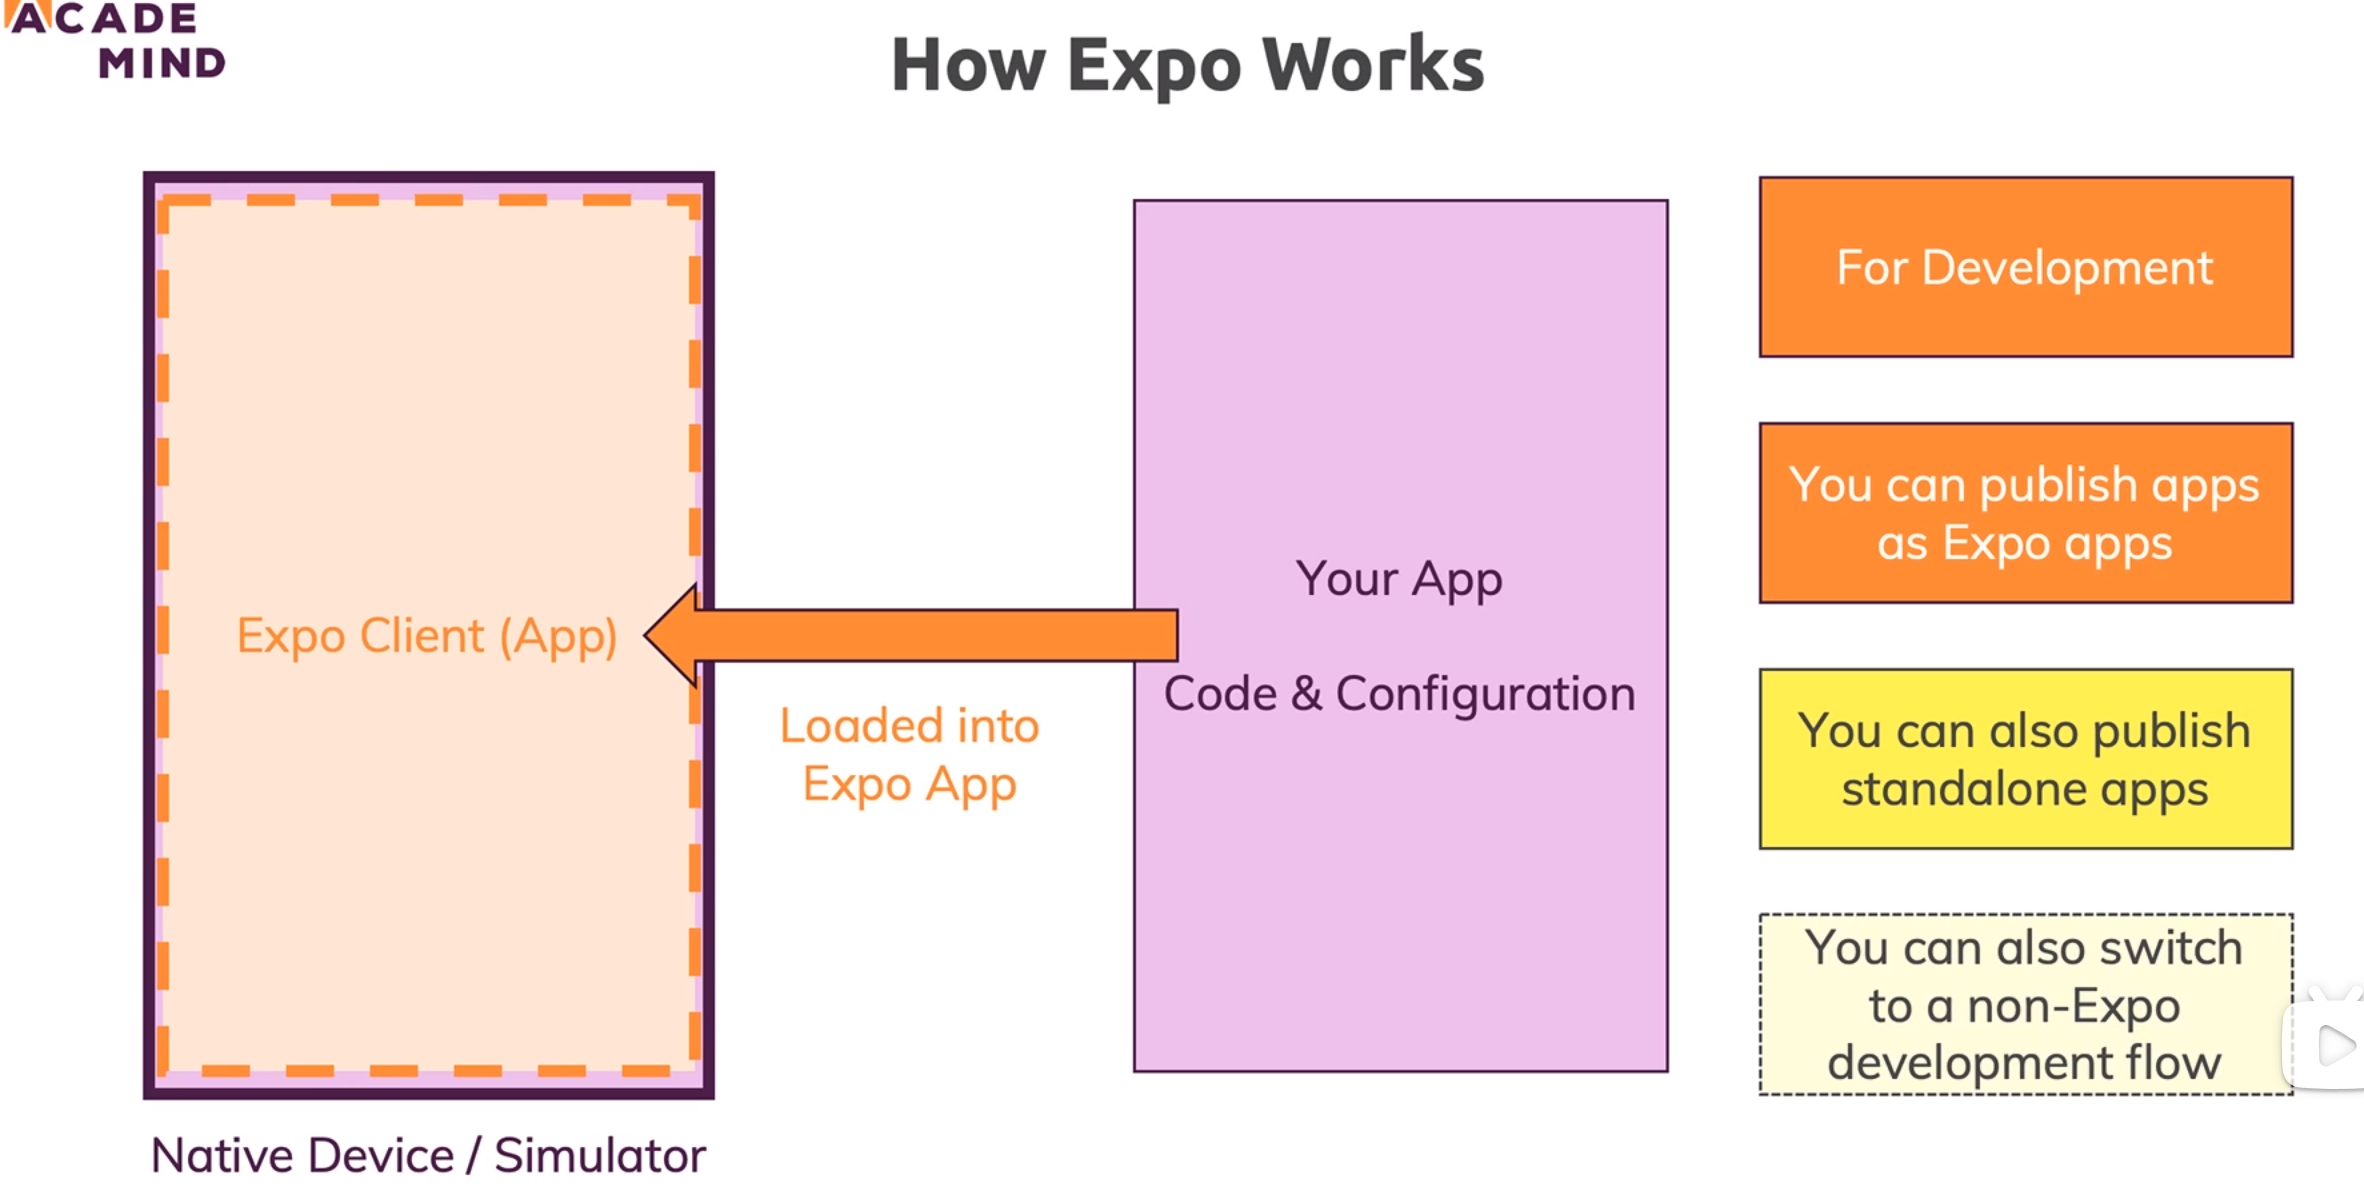 ACADE
MIND
How Expo Works
Expo Client (App)
Native Device / Simulator
Loaded into
Expo App
Your App
Code & Configuration
For Development
You can publish apps
as Expo apps
You can also publish
standalone apps
You can also switch
to a non-Expo
development flow